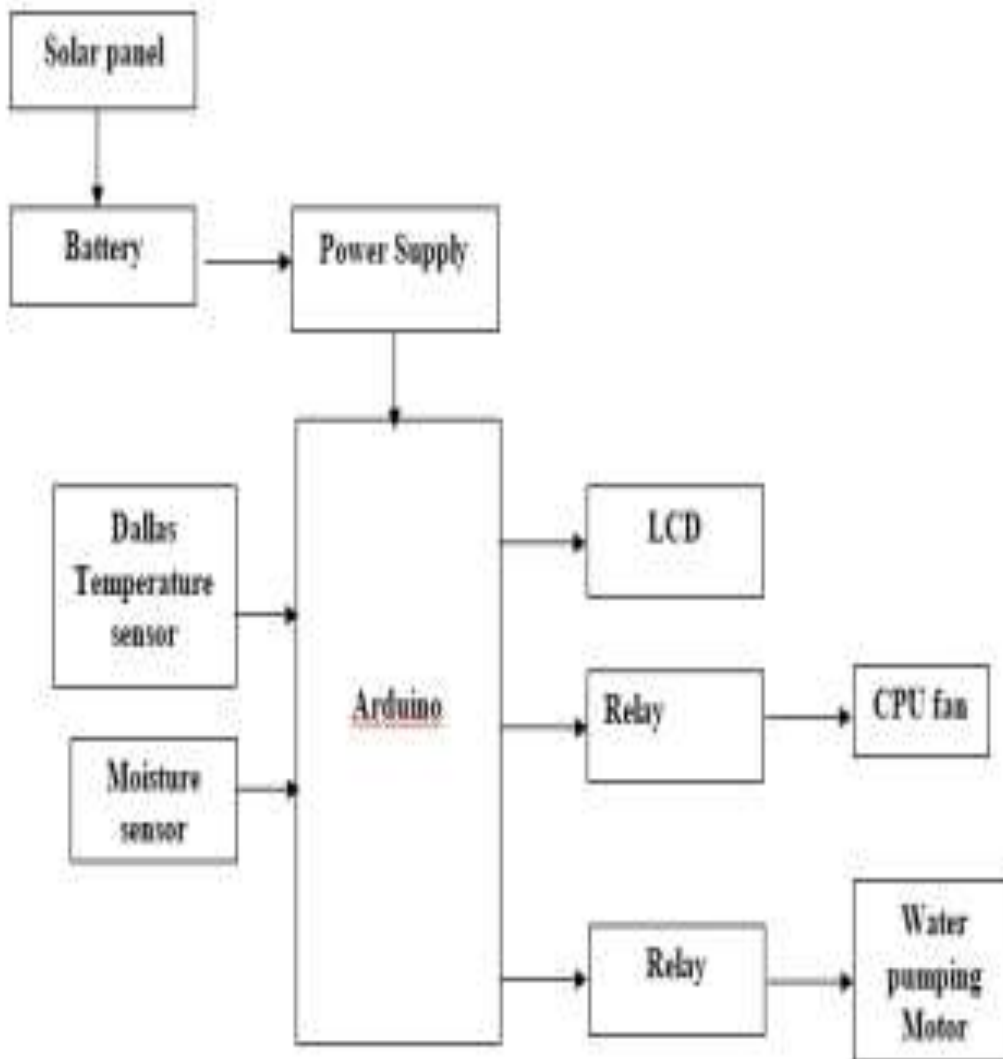 Solar panel
Battery
Power Supply
Dallas
Temperature
sensor
LCD
Arduino
Relay
CPU fan
Moisture
sensor
Relay
Water
pumping
Motor